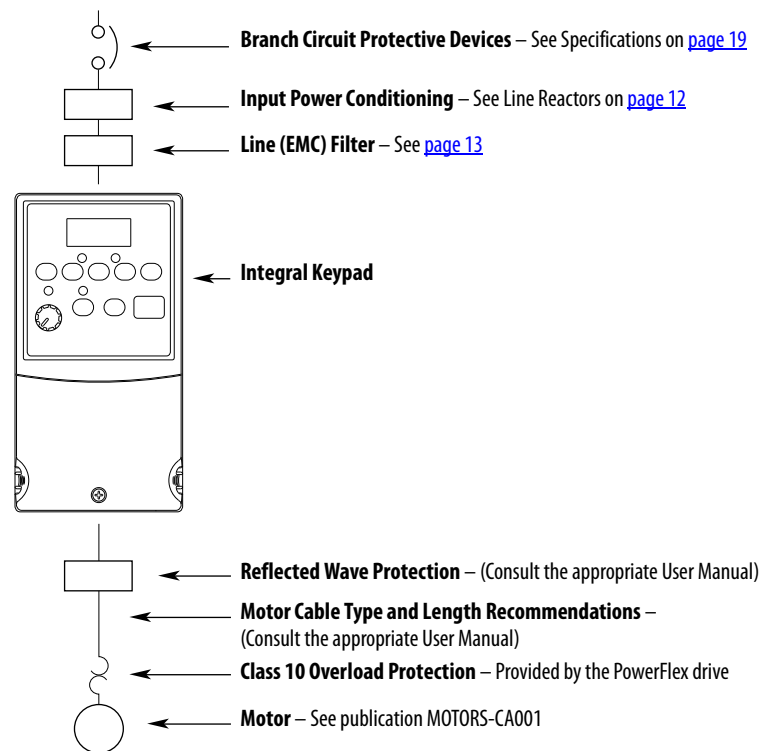 Branch Circuit Protective Devices – See Specifications on page 19
Input Power Conditioning – See Line Reactors on page 12
Line (EMC) Filter – See page 13
Integral Keypad
Reflected Wave Protection – (Consult the appropriate User Manual)
Motor Cable Type and Length Recommendations –
(Consult the appropriate User Manual)
Class 10 Overload Protection – Provided by the PowerFlex drive
Motor – See publication MOTORS-CA001